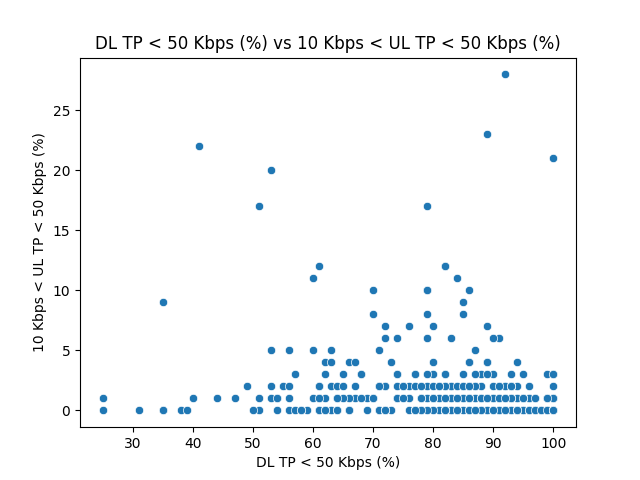 DL TP < 50 Kbps (%) vs 10 Kbps < UL TP < 50 Kbps (%)
10 Kbps < UL TP < 50 Kbps (%)
25
20
15
10
5
0
30 40 50 60 70 80 90 100
DL TP < 50 Kbps (%)